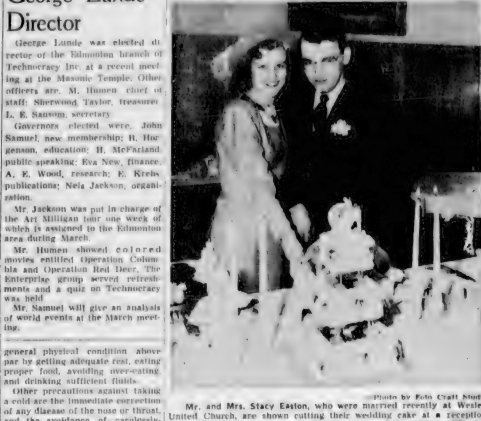 George Lunde
Director
George Lunde was elected di
rector of the Edmonton branch of
Technocracy Inc. at a recent meet
ing at the Masonic Temple. Other
officers are, M. Humen chief of
staff; Sherwood Taylor, treasurer
L. E. Sansom, secretary
Governors elected were, John
Samuel, new membership; B. Hor
genson, education; H. McFarland
public speaking; Eva New, finance,
A. E. Wood, research; E. Krebs
publications; Nels Jackson, organi-
zation.
Mr. Jackson was put in charge of
the Art Milligan tour one week of
which is assigned to the Edmonton
area during March.
Mr. Humen showed colored
movies entitled Operation Colum-
bia and Operation Red Deer. The
Enterprise group served refresh-
ments and a quiz on Technocracy
was held
Mr. Samuel will give an analysis
of world events at the March meet-
ing.
general physical condition above
par by getting adequate rest, eating
proper food, avoiding over-eating
and drinking sufficient fluids.
Other precautions against taking
a cold are the immediate correction
of any disease of the nose or throat,
and the avoidance of
Photo by Foto Craft Stud
Mr. and Mrs. Stacy Easton, who were married recently at Wesle
United Church, are shown cutting their wedding cake at a receptio